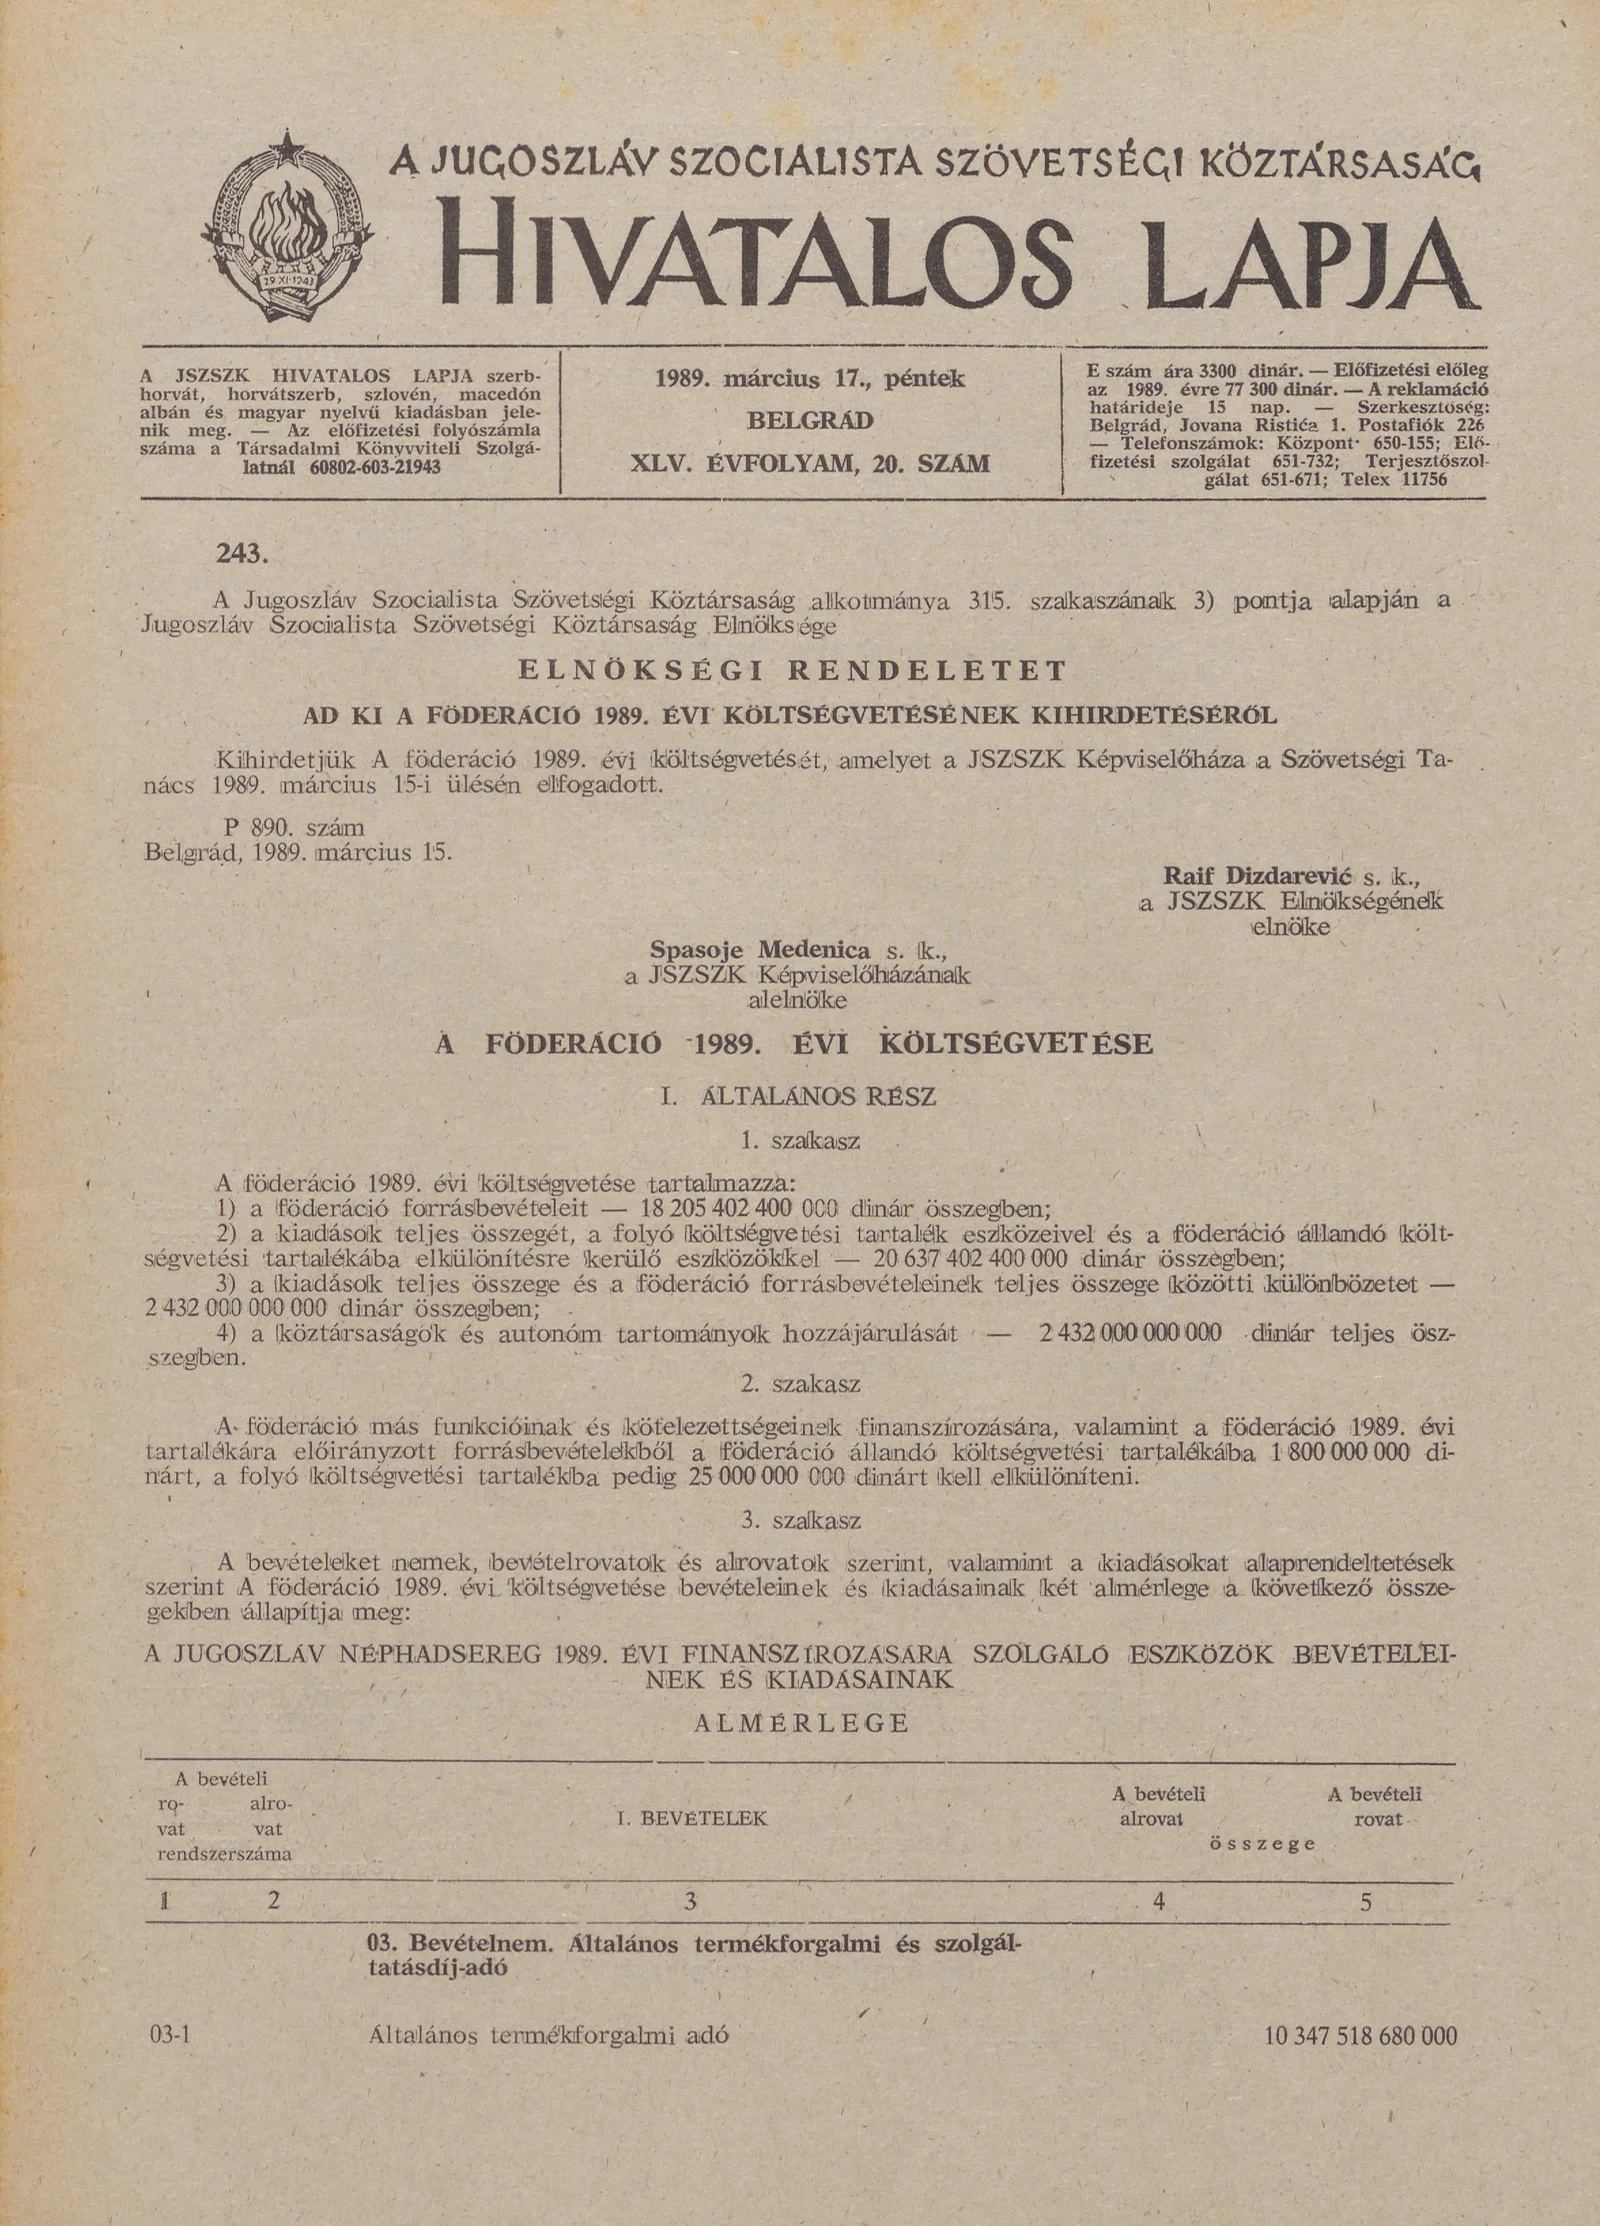 A JUGOSZLÁV SZOCIALISTA SZÖVETSÉGI KÖZTÁRSASÁG
HIVATALOS LAPJA
29·XI·1943
A JSZSZK HIVATALOS LAPJA szerb-
horvát, horvátszerb, szlovén, macedón
albán és magyar nyelvű kiadásban jele-
nik meg. — Az előfizetési folyószámla
száma a Társadalmi Könyvviteli Szolgá-
latnál 60802-603-21943
1989. március 17., péntek
BELGRÁD
XLV. ÉVFOLYAM, 20. SZÁM
E szám ára 3300 dinár. — Előfizetési előleg
az 1989. évre 77 300 dinár. — A reklamáció
határideje 15 nap. — Szerkesztőség:
Belgrád, Jovana Ristića 1. Postafiók 226
— Telefonszámok: Központ· 650-155; Elő-
fizetési szolgálat 651-732; Terjesztőszol-
gálat 651-671; Telex 11756
243.
A Jugoszláv Szocialista Szövetségi Köztársaság alkotmánya 315. szakaszának 3) pontja alapján a
Jugoszláv Szocialista Szövetségi Köztársaság Elnöksége
ELNÖKSÉGI RENDELETET
AD KI A FÖDERÁCIÓ 1989. ÉVI KÖLTSÉGVETÉSÉNEK KIHIRDETÉSÉRŐL
Kihirdetjük A föderáció 1989. évi költségvetését, amelyet a JSZSZK Képviselőháza a Szövetségi Ta-
nács 1989. március 15-i ülésén elfogadott.
P 890. szám
Belgrád, 1989. március 15.
Raif Dizdarević s. k.,
a JSZSZK Elnökségének
elnöke
Spasoje Medenica s. k.,
a JSZSZK Képviselőházának
alelnöke
A FÖDERÁCIÓ 1989. ÉVI KÖLTSÉGVETÉSE
I. ÁLTALÁNOS RÉSZ
1. szakasz
A föderáció 1989. évi költségvetése tartalmazza:
1) a föderáció forrásbevételeit — 18 205 402 400 000 dinár összegben;
2) a kiadások teljes összegét, a folyó költségvetési tartalék eszközeivel és a föderáció állandó költ-
ségvetési tartalékába elkülönítésre kerülő eszközökkel — 20 637 402 400 000 dinár összegben;
3) a kiadások teljes összege és a föderáció forrásbevételeinek teljes összege közötti különbözetet —
2 432 000 000 000 dinár összegben;
4) a köztársaságok és autonóm tartományok hozzájárulását — 2 432 000 000 000 dinár teljes ösz-
szegben.
2. szakasz
A föderáció más funkcióinak és kötelezettségeinek finanszírozására, valamint a föderáció 1989. évi
tartalékára előirányzott forrásbevételekből a föderáció állandó költségvetési tartalékába 1 800 000 000 di-
nárt, a folyó költségvetési tartalékba pedig 25 000 000 000 dinárt kell elkülöníteni.
3. szakasz
A bevételeket nemek, bevételrovatok és alrovatok szerint, valamint a kiadásokat alaprendeltetések
szerint A föderáció 1989. évi költségvetése bevételeinek és kiadásainak két almérlege a következő össze-
gekben állapítja meg:
A JUGOSZLÁV NÉPHADSEREG 1989. ÉVI FINANSZÍROZÁSÁRA SZOLGÁLÓ ESZKÖZÖK BEVÉTELEI-
NEK ÉS KIADÁSAINAK
ALMÉRLEGE
A bevételi
ro- alro-
vat vat
rendszerszáma
I. BEVÉTELEK
A bevételi A bevételi
alrovat rovat
összege
1 2 3 4 5
03. Bevételnem. Általános termékforgalmi és szolgál-
tatásdíj-adó
03-1 Általános termékforgalmi adó 10 347 518 680 000